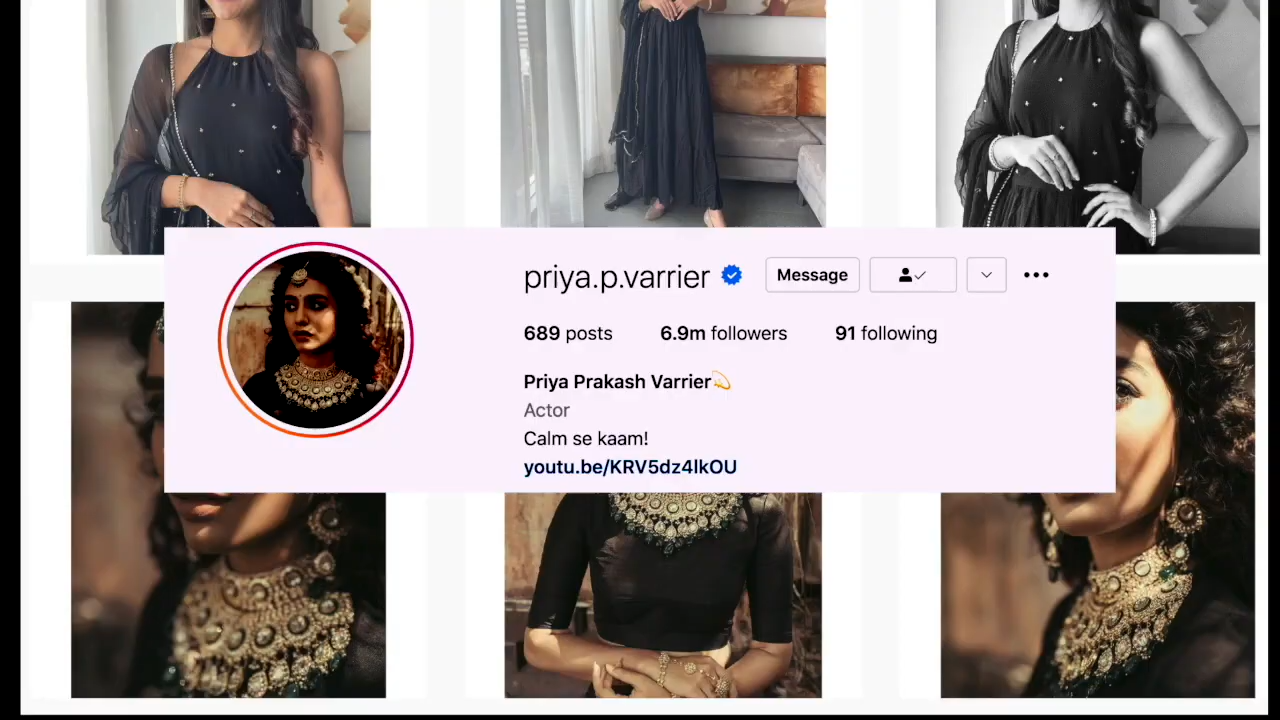 priya.p.varrier Message
689 posts 6.9m followers 91 following
Priya Prakash Varrier💫
Actor
Calm se kaam!
youtu.be/KRV5dz4lkOU